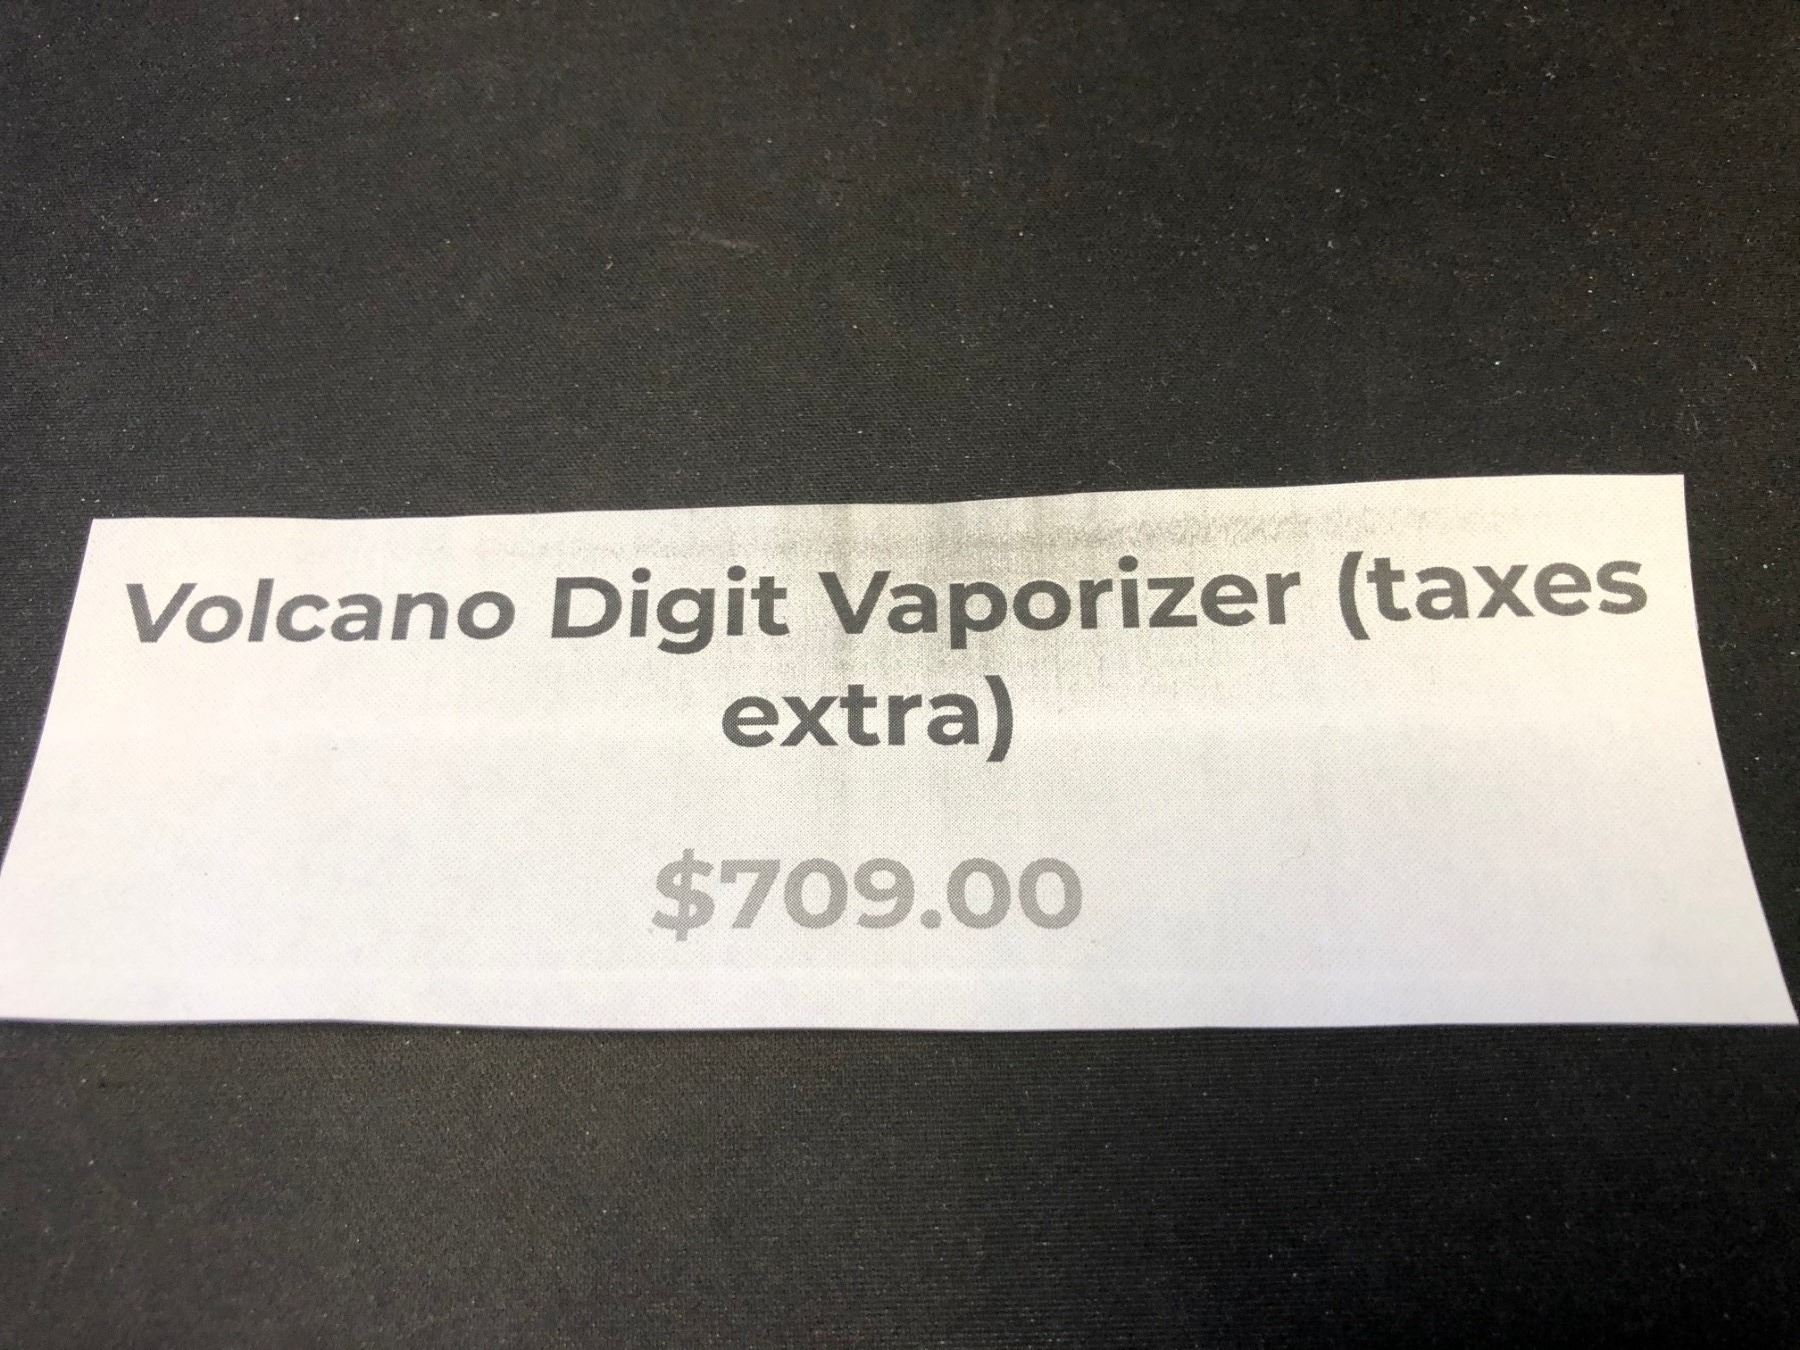 Volcano Digit Vaporizer (taxes
extra)
$709.00